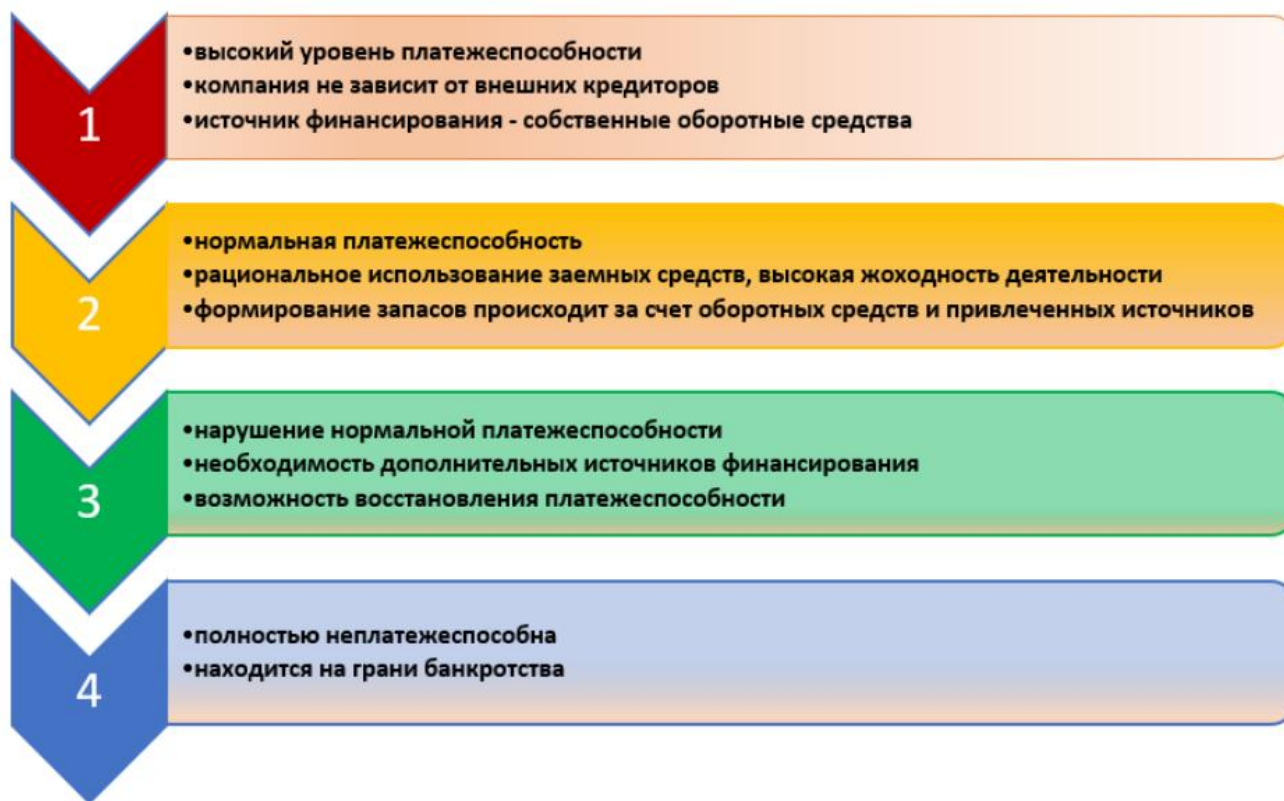 1
•высокий уровень платежеспособности
•компания не зависит от внешних кредиторов
•источник финансирования - собственные оборотные средства
2
•нормальная платежеспособность
•рациональное использование заемных средств, высокая жоходность деятельности
•формирование запасов происходит за счет оборотных средств и привлеченных источников
3
•нарушение нормальной платежеспособности
•необходимость дополнительных источников финансирования
•возможность восстановления платежеспособности
4
•полностью неплатежеспособна
•находится на грани банкротства